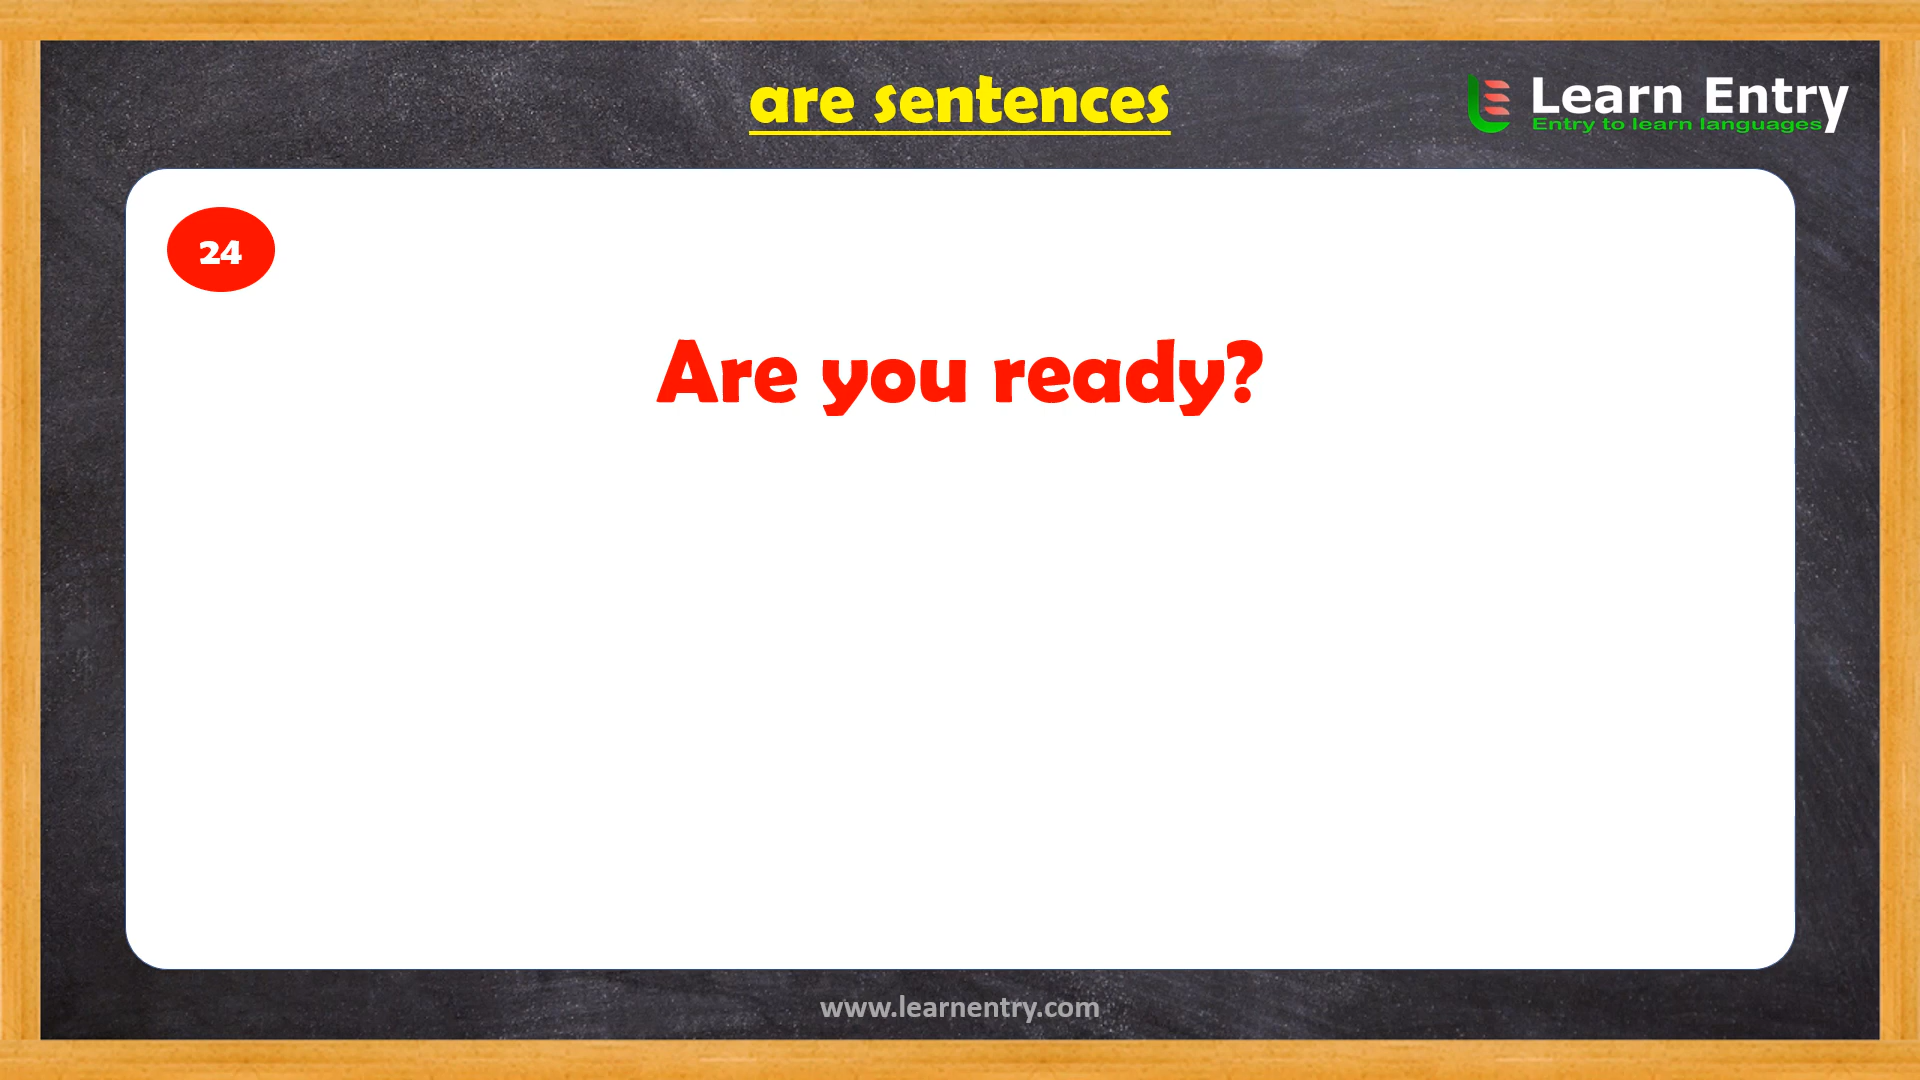 are sentences
Learn Entry
Entry to learn languages
24
Are you ready?
www.learnentry.com